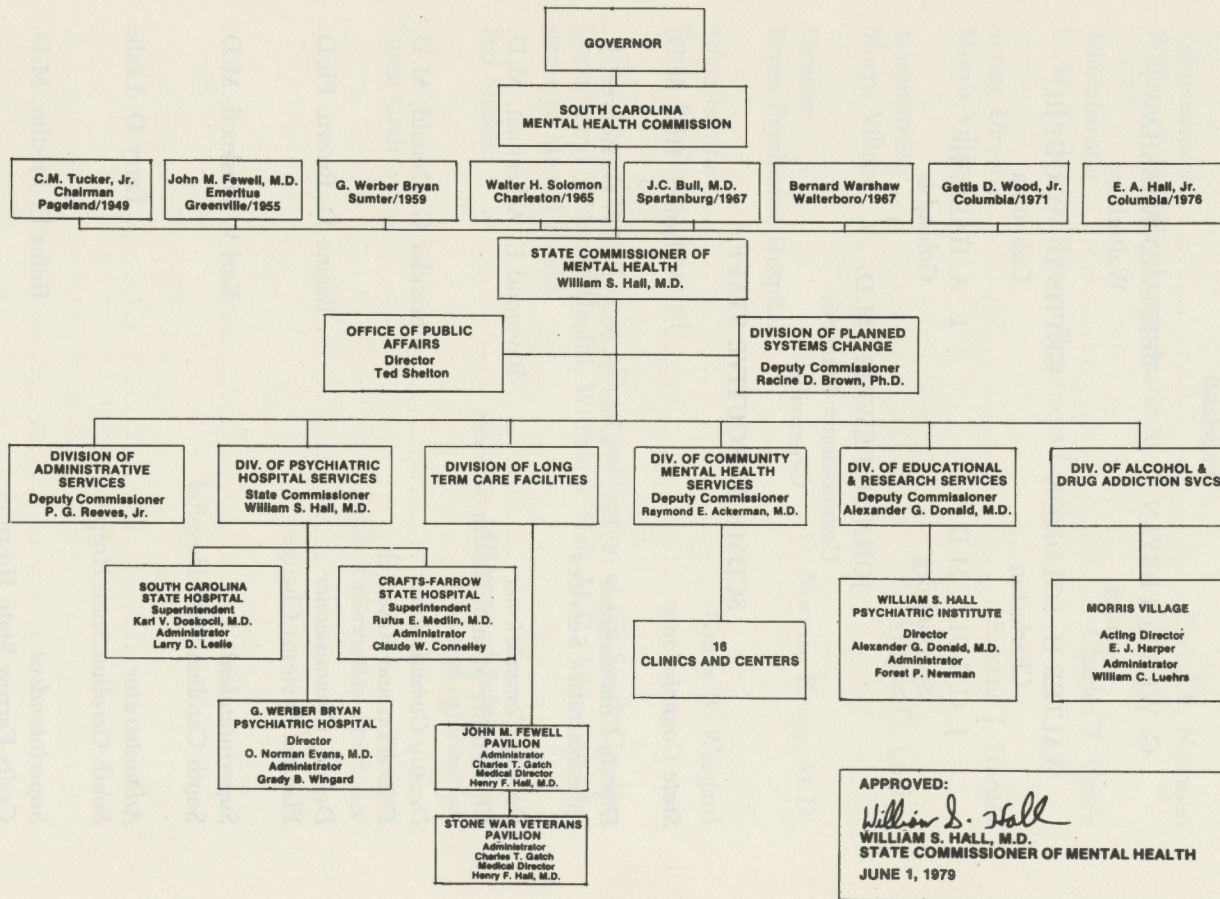 GOVERNOR
SOUTH CAROLINA
MENTAL HEALTH COMMISSION
C.M. Tucker, Jr.
Chairman
Pageland/1949
John M. Fewell, M.D.
Emeritus
Greenville/1955
G. Werber Bryan
Sumter/1959
Walter H. Solomon
Charleston/1965
J.C. Bull, M.D.
Spartanburg/1967
Bernard Warshaw
Walterboro/1967
Gettis D. Wood, Jr.
Columbia/1971
E. A. Hall, Jr.
Columbia/1976
STATE COMMISSIONER OF
MENTAL HEALTH
William S. Hall, M.D.
OFFICE OF PUBLIC
AFFAIRS
Director
Ted Shelton
DIVISION OF PLANNED
SYSTEMS CHANGE
Deputy Commissioner
Racine D. Brown, Ph.D.
DIVISION OF
ADMINISTRATIVE
SERVICES
Deputy Commissioner
P. G. Reeves, Jr.
DIV. OF PSYCHIATRIC
HOSPITAL SERVICES
State Commissioner
William S. Hall, M.D.
DIVISION OF LONG
TERM CARE FACILITIES
DIV. OF COMMUNITY
MENTAL HEALTH
SERVICES
Deputy Commissioner
Raymond E. Ackerman, M.D.
DIV. OF EDUCATIONAL
& RESEARCH SERVICES
Deputy Commissioner
Alexander G. Donald, M.D.
DIV. OF ALCOHOL &
DRUG ADDICTION SVCS
SOUTH CAROLINA
STATE HOSPITAL
Superintendent
Karl V. Doskocil, M.D.
Administrator
Larry D. Leslie
CRAFTS-FARROW
STATE HOSPITAL
Superintendent
Rufus E. Medlin, M.D.
Administrator
Claude W. Connelley
16
CLINICS AND CENTERS
WILLIAM S. HALL
PSYCHIATRIC INSTITUTE
Director
Alexander G. Donald, M.D.
Administrator
Forest P. Newman
MORRIS VILLAGE
Acting Director
E. J. Harper
Administrator
William C. Luehrs
G. WERBER BRYAN
PSYCHIATRIC HOSPITAL
Director
O. Norman Evans, M.D.
Administrator
Grady B. Wingard
JOHN M. FEWELL
PAVILION
Administrator
Charles T. Gatch
Medical Director
Henry F. Hall, M.D.
STONE WAR VETERANS
PAVILION
Administrator
Charles T. Gatch
Medical Director
Henry F. Hall, M.D.
APPROVED:
William S. Hall
WILLIAM S. HALL, M.D.
STATE COMMISSIONER OF MENTAL HEALTH
JUNE 1, 1979